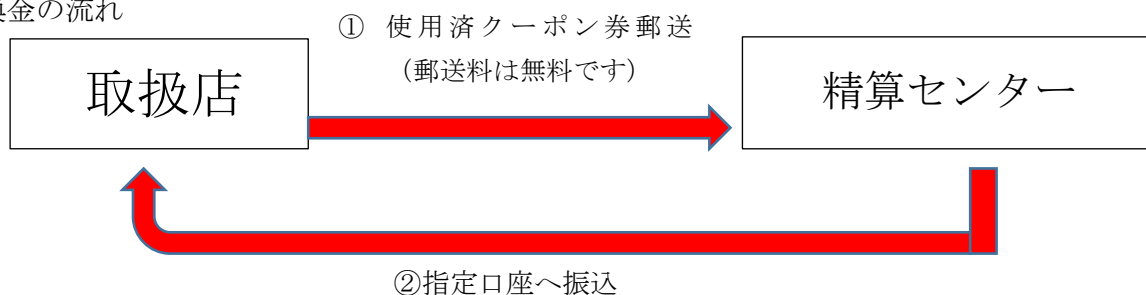 換金の流れ
① 使用済クーポン券郵送
（郵送料は無料です）
取扱店
精算センター
②指定口座へ振込